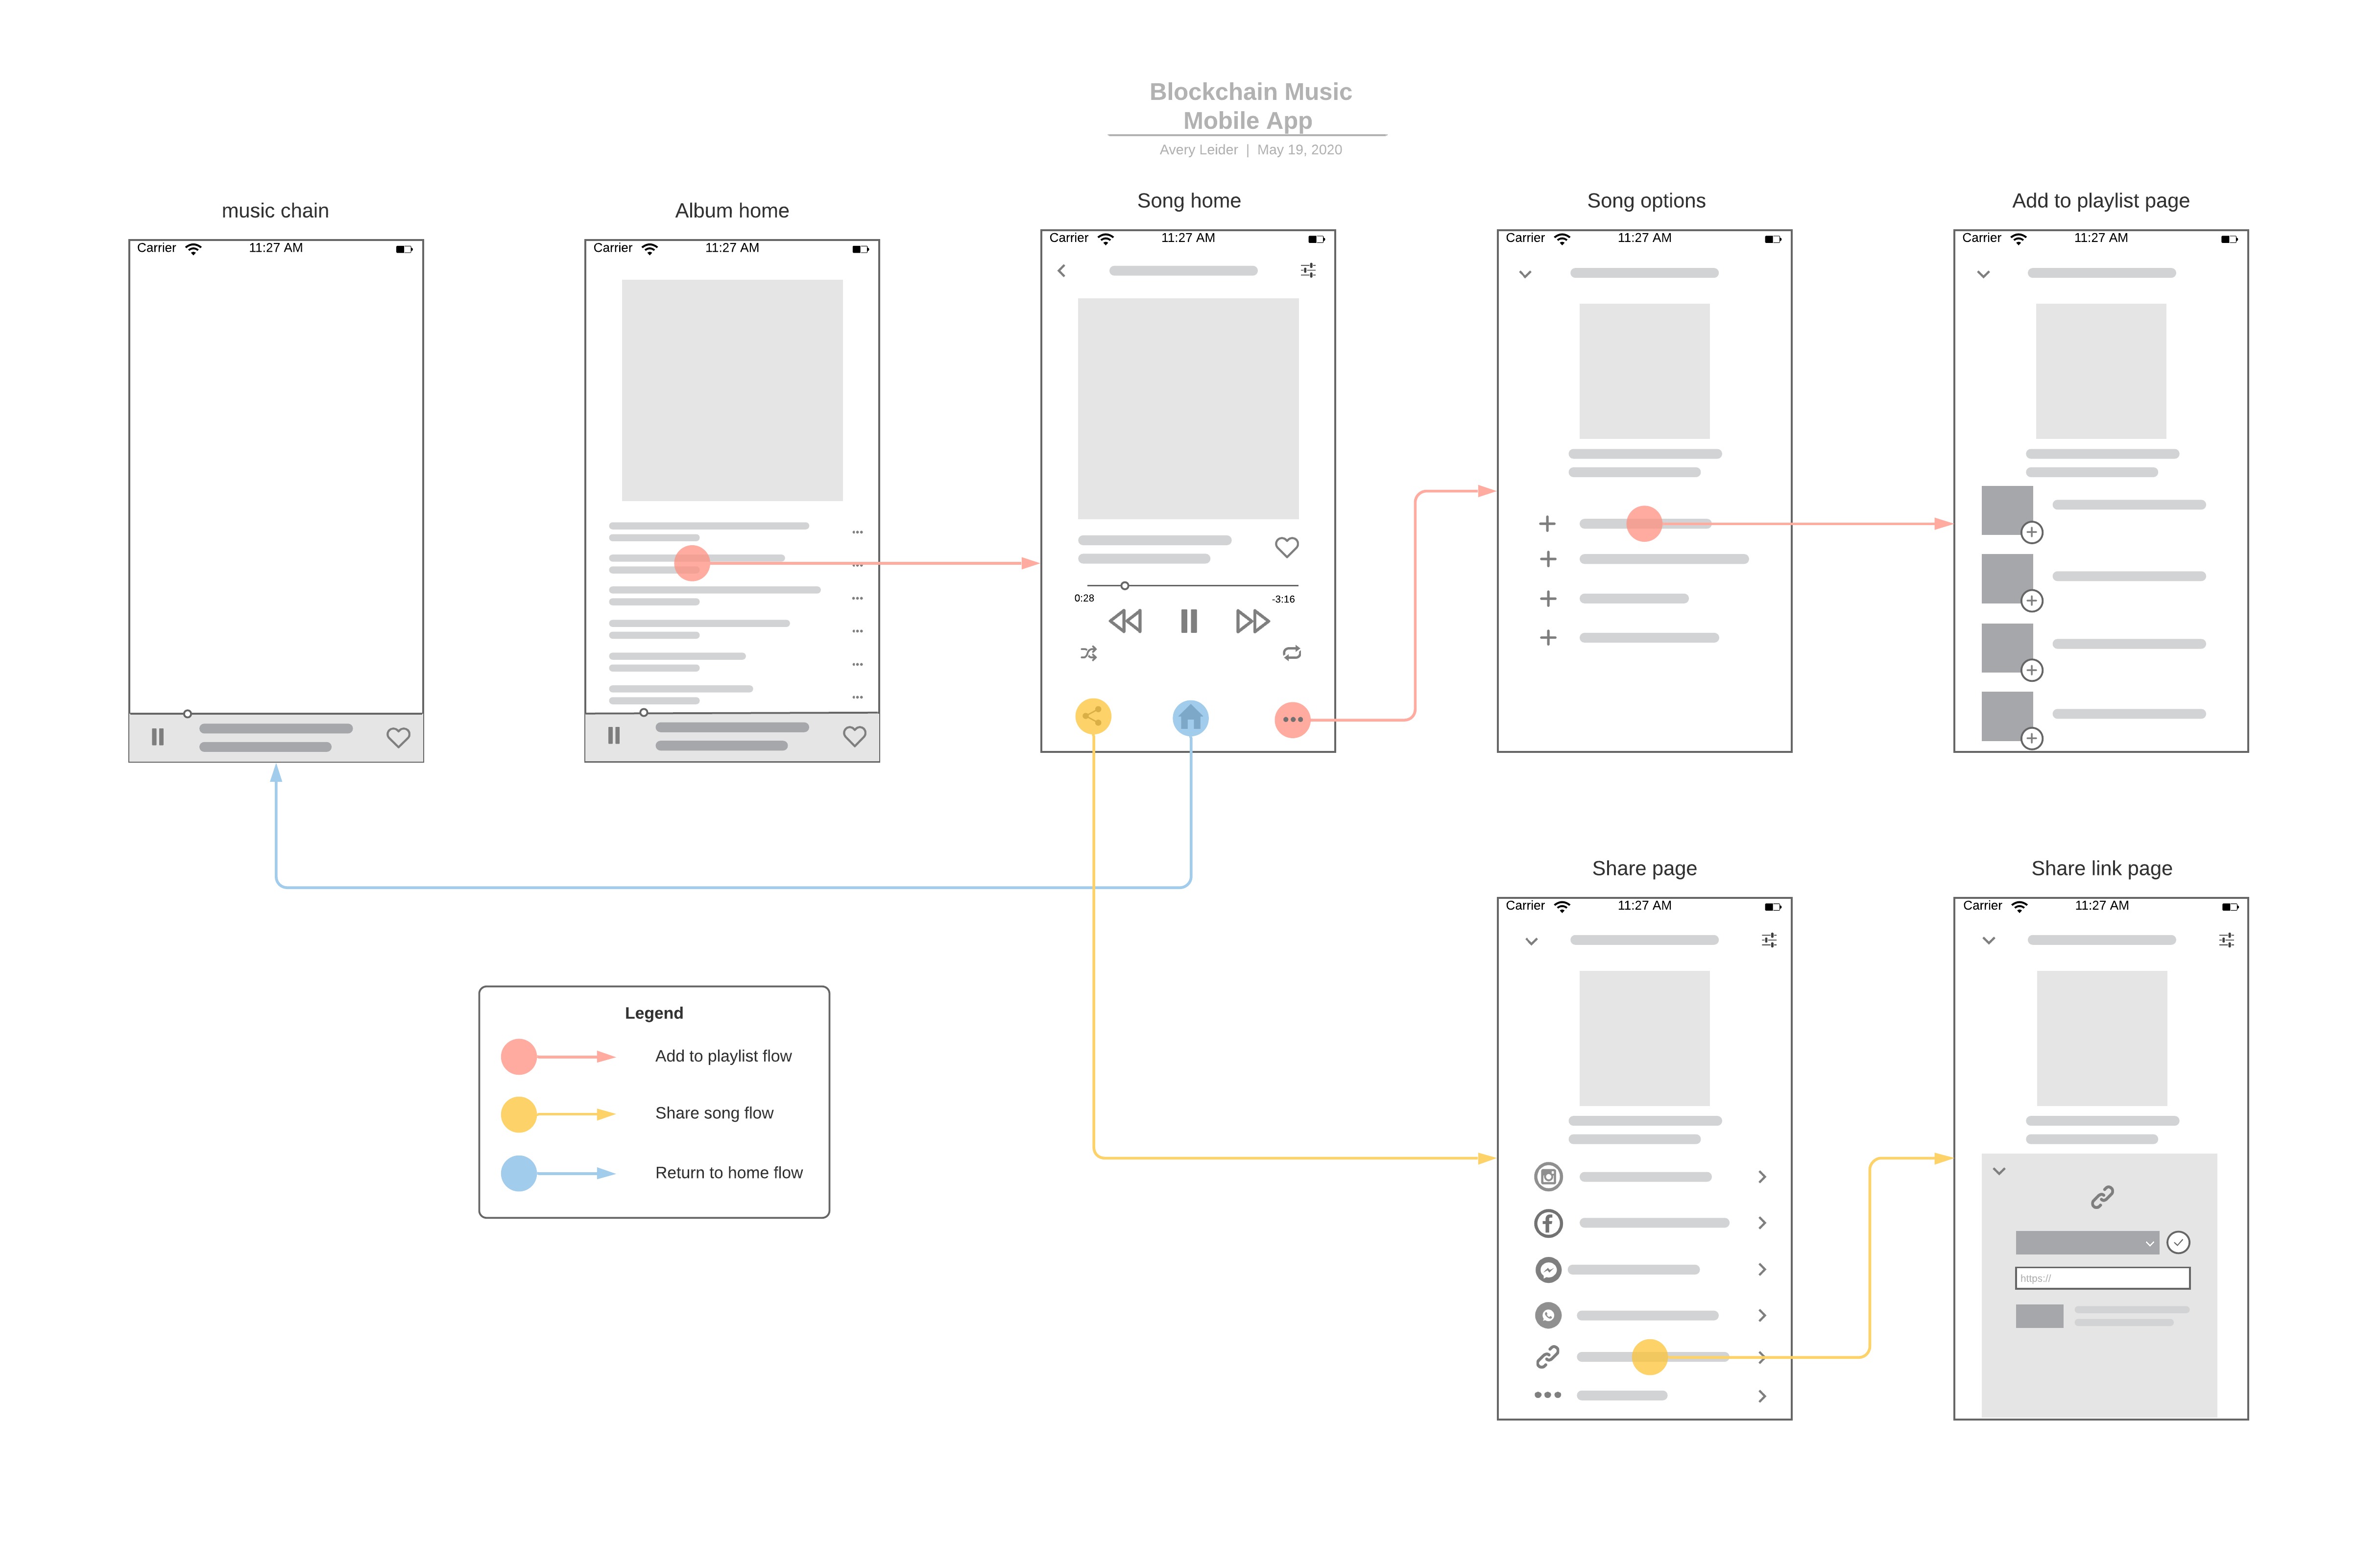 Blockchain Music
Mobile App
Avery Leider | May 19, 2020
music chain
Carrier 11:27 AM
Album home
Carrier 11:27 AM
Song home
Carrier 11:27 AM
0:28 -3:16
Song options
Carrier 11:27 AM
Add to playlist page
Carrier 11:27 AM
Share page
Carrier 11:27 AM
Share link page
Carrier 11:27 AM
https://
Legend
Add to playlist flow
Share song flow
Return to home flow